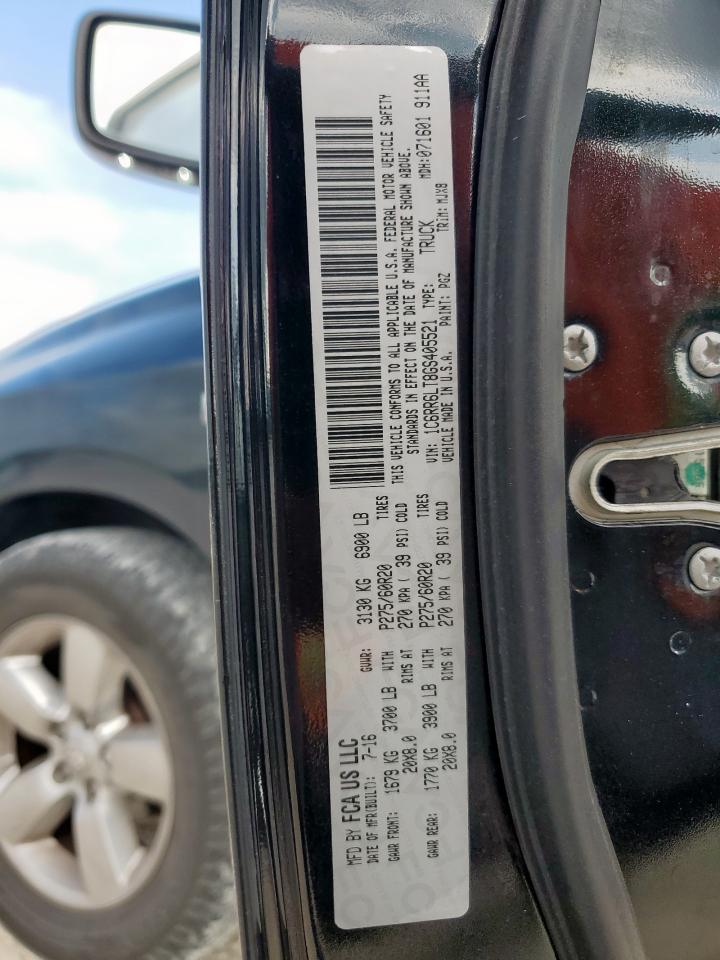 MFD BY FCA US LLC
DATE OF MFR(BUILT): 7-16 GVWR: 3130 KG 6900 LB
GAWR FRONT: 1679 KG 3700 LB WITH P275/60R20 TIRES
20X8.0 RIMS AT 270 KPA ( 39 PSI) COLD
GAWR REAR: 1770 KG 3900 LB WITH P275/60R20 TIRES
20X8.0 RIMS AT 270 KPA ( 39 PSI) COLD
THIS VEHICLE CONFORMS TO ALL APPLICABLE U.S.A. FEDERAL MOTOR VEHICLE SAFETY
STANDARDS IN EFFECT ON THE DATE OF MANUFACTURE SHOWN ABOVE.
VIN: 1C6RR6LT8GS405521 TYPE: TRUCK MDH:071601 911AA
VEHICLE MADE IN U.S.A. PAINT: PGZ TRIM: MJX8